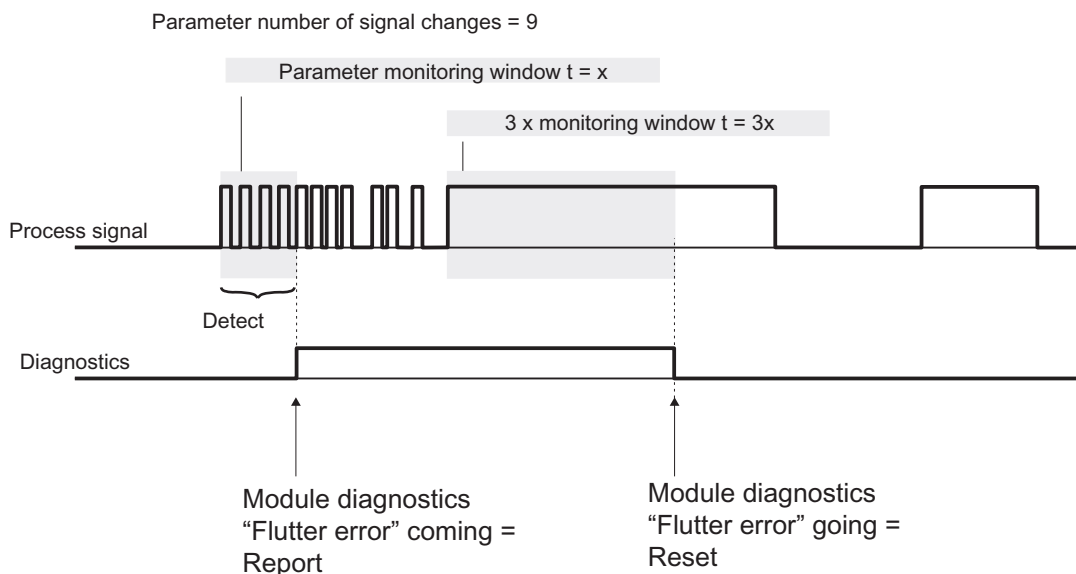 Parameter number of signal changes = 9
Parameter monitoring window t = x
3 x monitoring window t = 3x
Process signal
Detect
Diagnostics
Module diagnostics
“Flutter error” coming =
Report
Module diagnostics
“Flutter error” going =
Reset